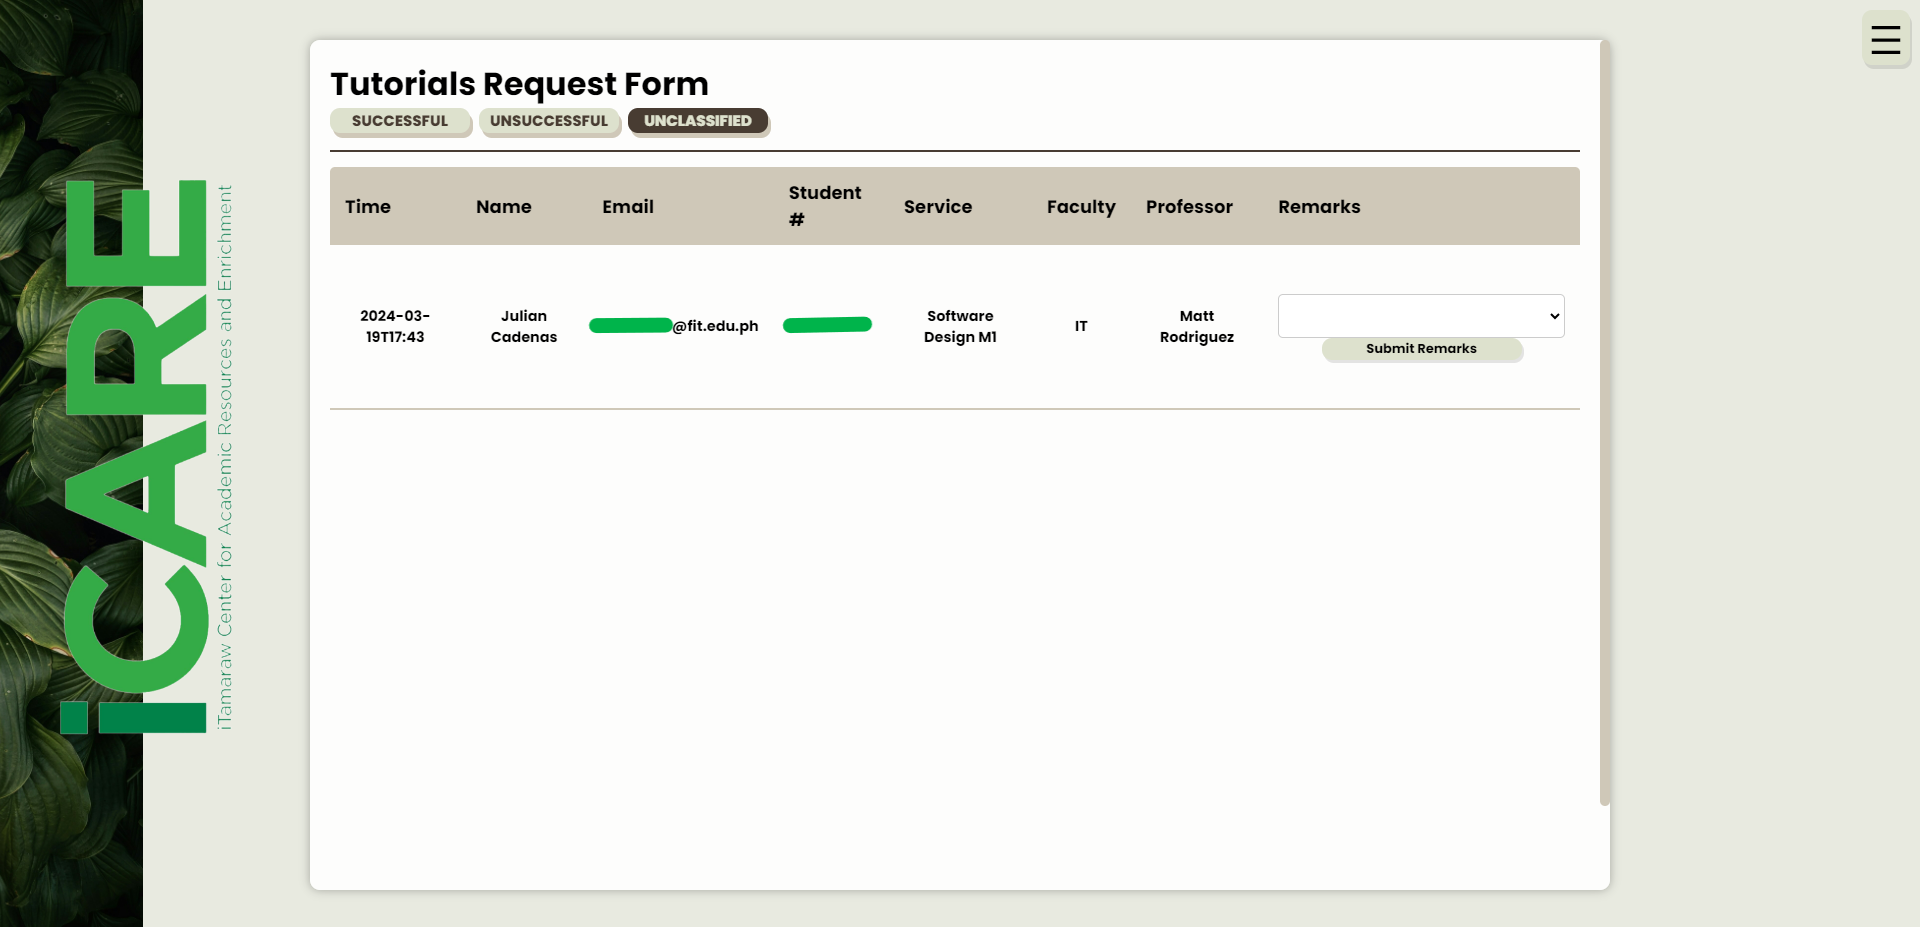 iCARE
iTamaraw Center for Academic Resources and Enrichment
Tutorials Request Form
SUCCESSFUL UNSUCCESSFUL UNCLASSIFIED
Time Name Email Student # Service Faculty Professor Remarks
2024-03-19T17:43 Julian Cadenas @fit.edu.ph Software Design M1 IT Matt Rodriguez
Submit Remarks